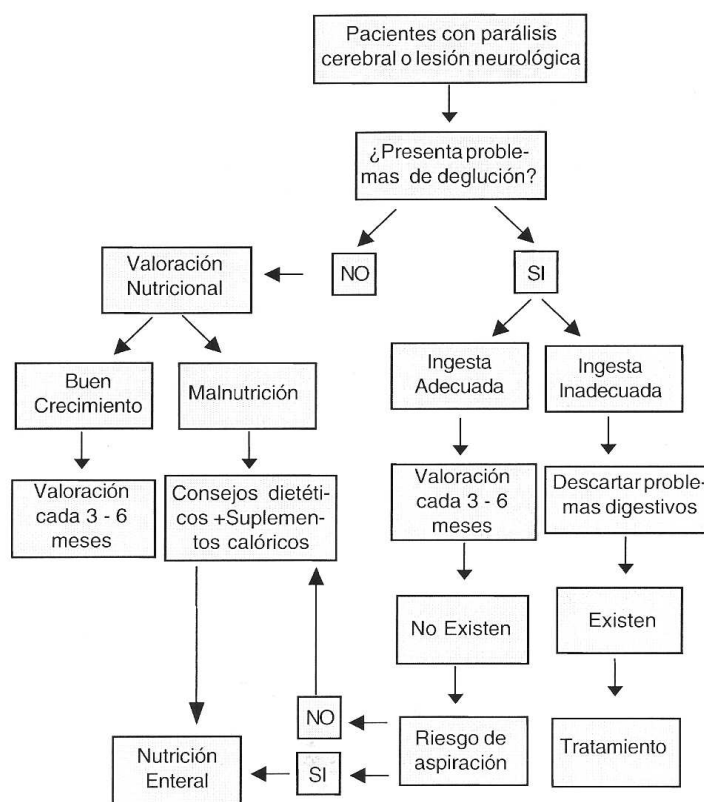 Pacientes con parálisis
cerebral o lesión neurológica
¿Presenta proble-
mas de deglución?
NO
SI
Valoración
Nutricional
Buen
Crecimiento
Malnutrición
Ingesta
Adecuada
Ingesta
Inadecuada
Valoración
cada 3 - 6
meses
Consejos dietéti-
cos +Suplemen-
tos calóricos
Valoración
cada 3 - 6
meses
Descartar proble-
mas digestivos
No Existen
Existen
NO
SI
Nutrición
Enteral
Riesgo de
aspiración
Tratamiento